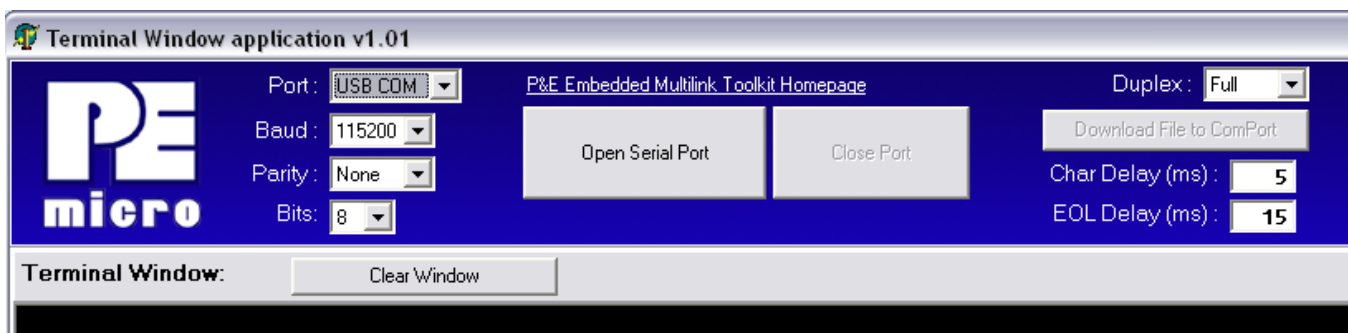 Terminal Window application v1.01
PE
micro
Port : USB COM
Baud : 115200
Parity : None
Bits: 8
P&E Embedded Multilink Toolkit Homepage
Open Serial Port
Close Port
Duplex : Full
Download File to ComPort
Char Delay (ms) : 5
EOL Delay (ms) : 15
Terminal Window:
Clear Window